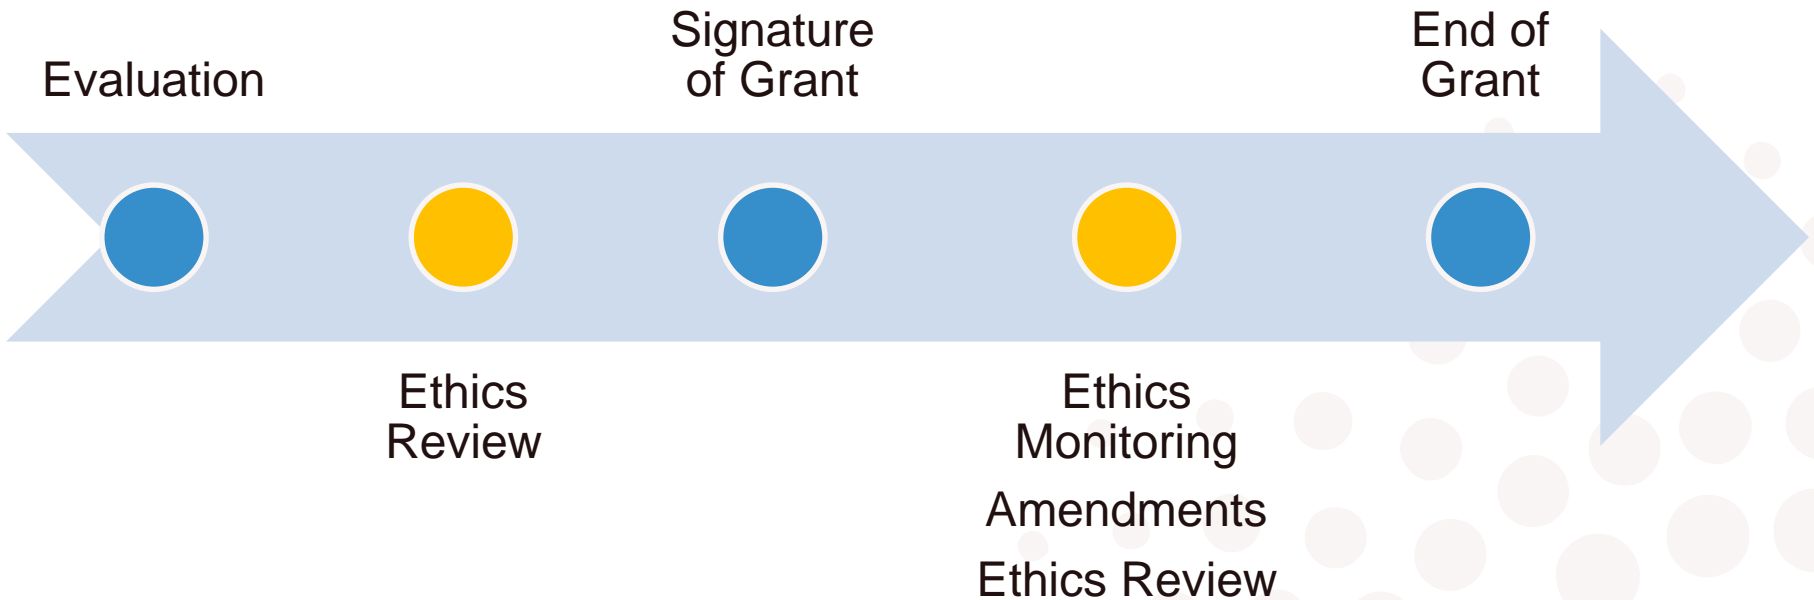 Evaluation
Signature
of Grant
End of
Grant
Ethics
Review
Ethics
Monitoring
Amendments
Ethics Review